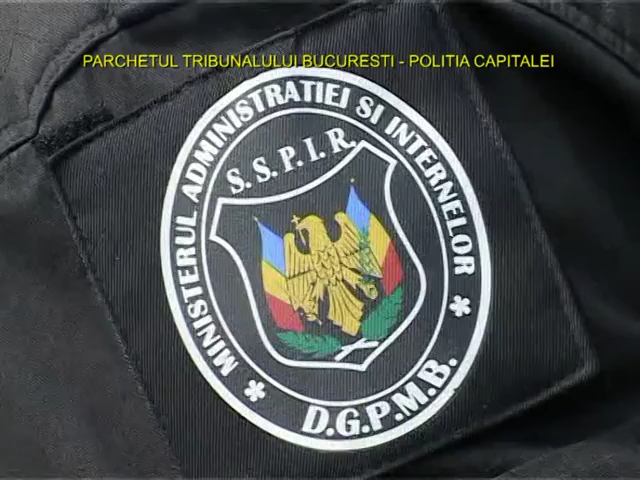 PARCHETUL TRIBUNALULUI BUCURESTI - POLITIA CAPITALEI
MINISTERUL ADMINISTRATIEI SI INTERNELOR
S.S.P.I.R.
* D.G.P.M.B. *